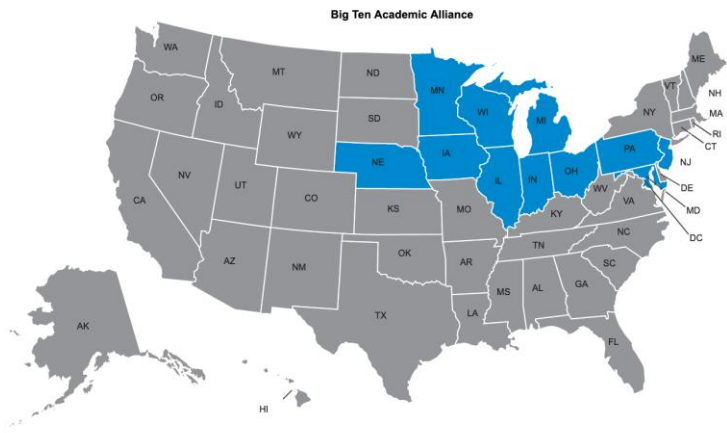 Big Ten Academic Alliance
WA
MT
ND
MN
ME
VT
NH
OR
ID
SD
WI
MI
NY
MA
RI
CT
WY
NE
IA
PA
NJ
NV
UT
CO
IL
IN
OH
WV
VA
DE
MD
DC
CA
KS
MO
KY
NC
AZ
NM
OK
AR
TN
SC
TX
LA
MS
AL
GA
FL
AK
HI